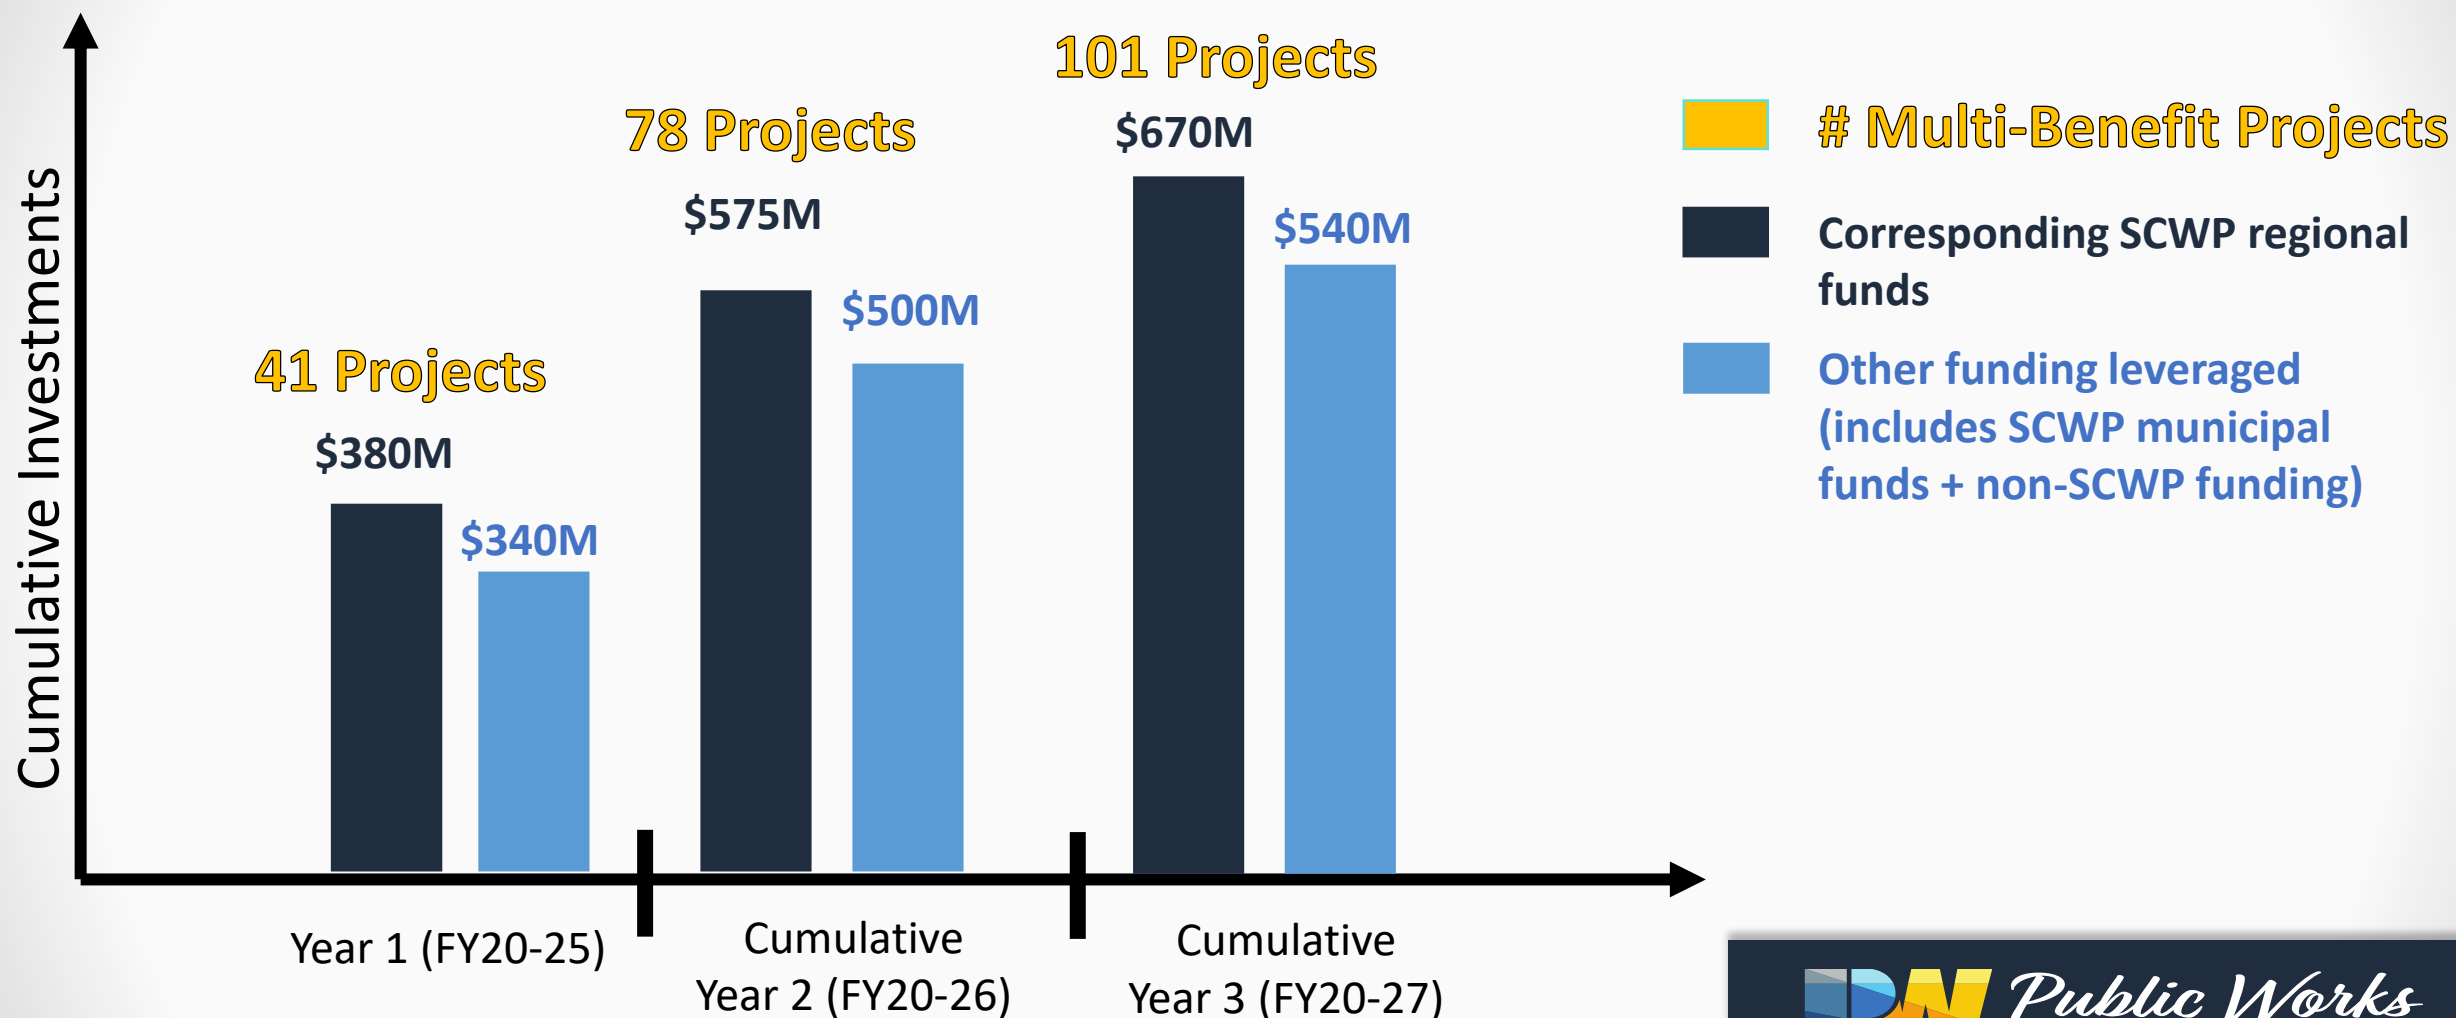 Cumulative Investments
41 Projects
$380M
$340M
78 Projects
$575M
$500M
101 Projects
$670M
$540M
Year 1 (FY20-25)
Cumulative
Year 2 (FY20-26)
Cumulative
Year 3 (FY20-27)
# Multi-Benefit Projects
Corresponding SCWP regional
funds
Other funding leveraged
(includes SCWP municipal
funds + non-SCWP funding)
Public Works